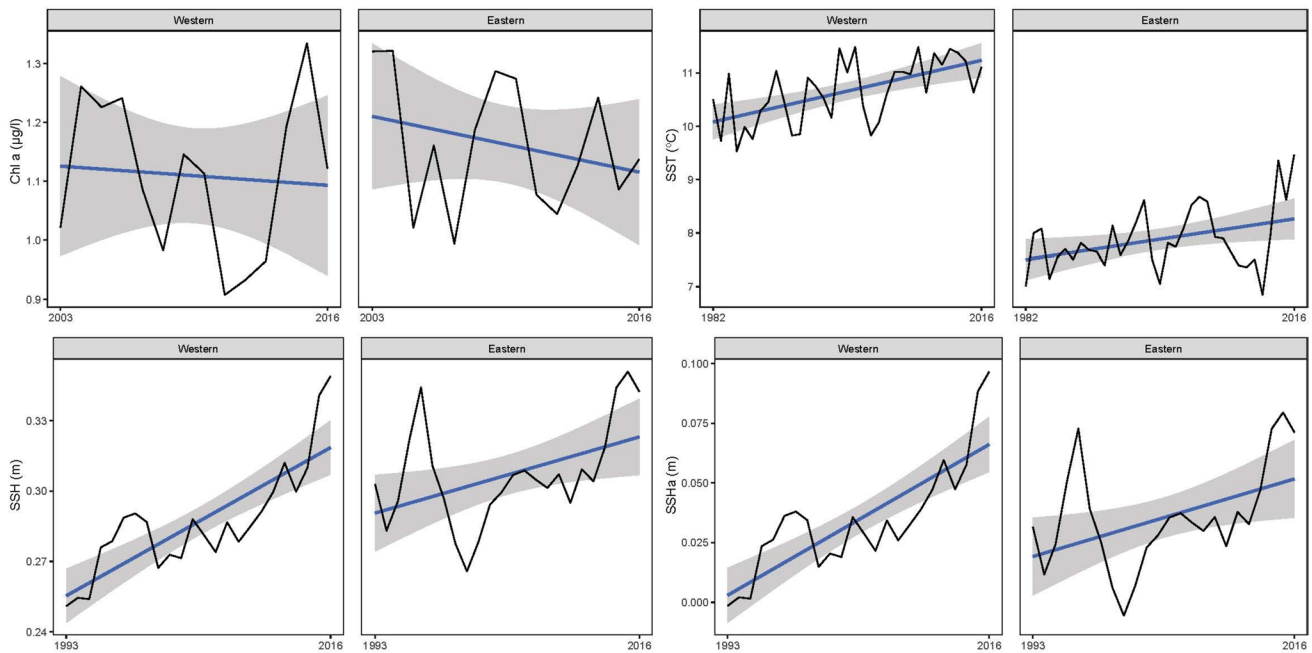 Western Eastern
Chl a (µg/l)
1.3
1.2
1.1
1.0
0.9
2003 2016 2003 2016
Western Eastern
SST (°C)
11
10
9
8
7
1982 2016 1982 2016
Western Eastern
SSH (m)
0.33
0.30
0.27
0.24
1993 2016 1993 2016
Western Eastern
SSHa (m)
0.100
0.075
0.050
0.025
0.000
1993 2016 1993 2016